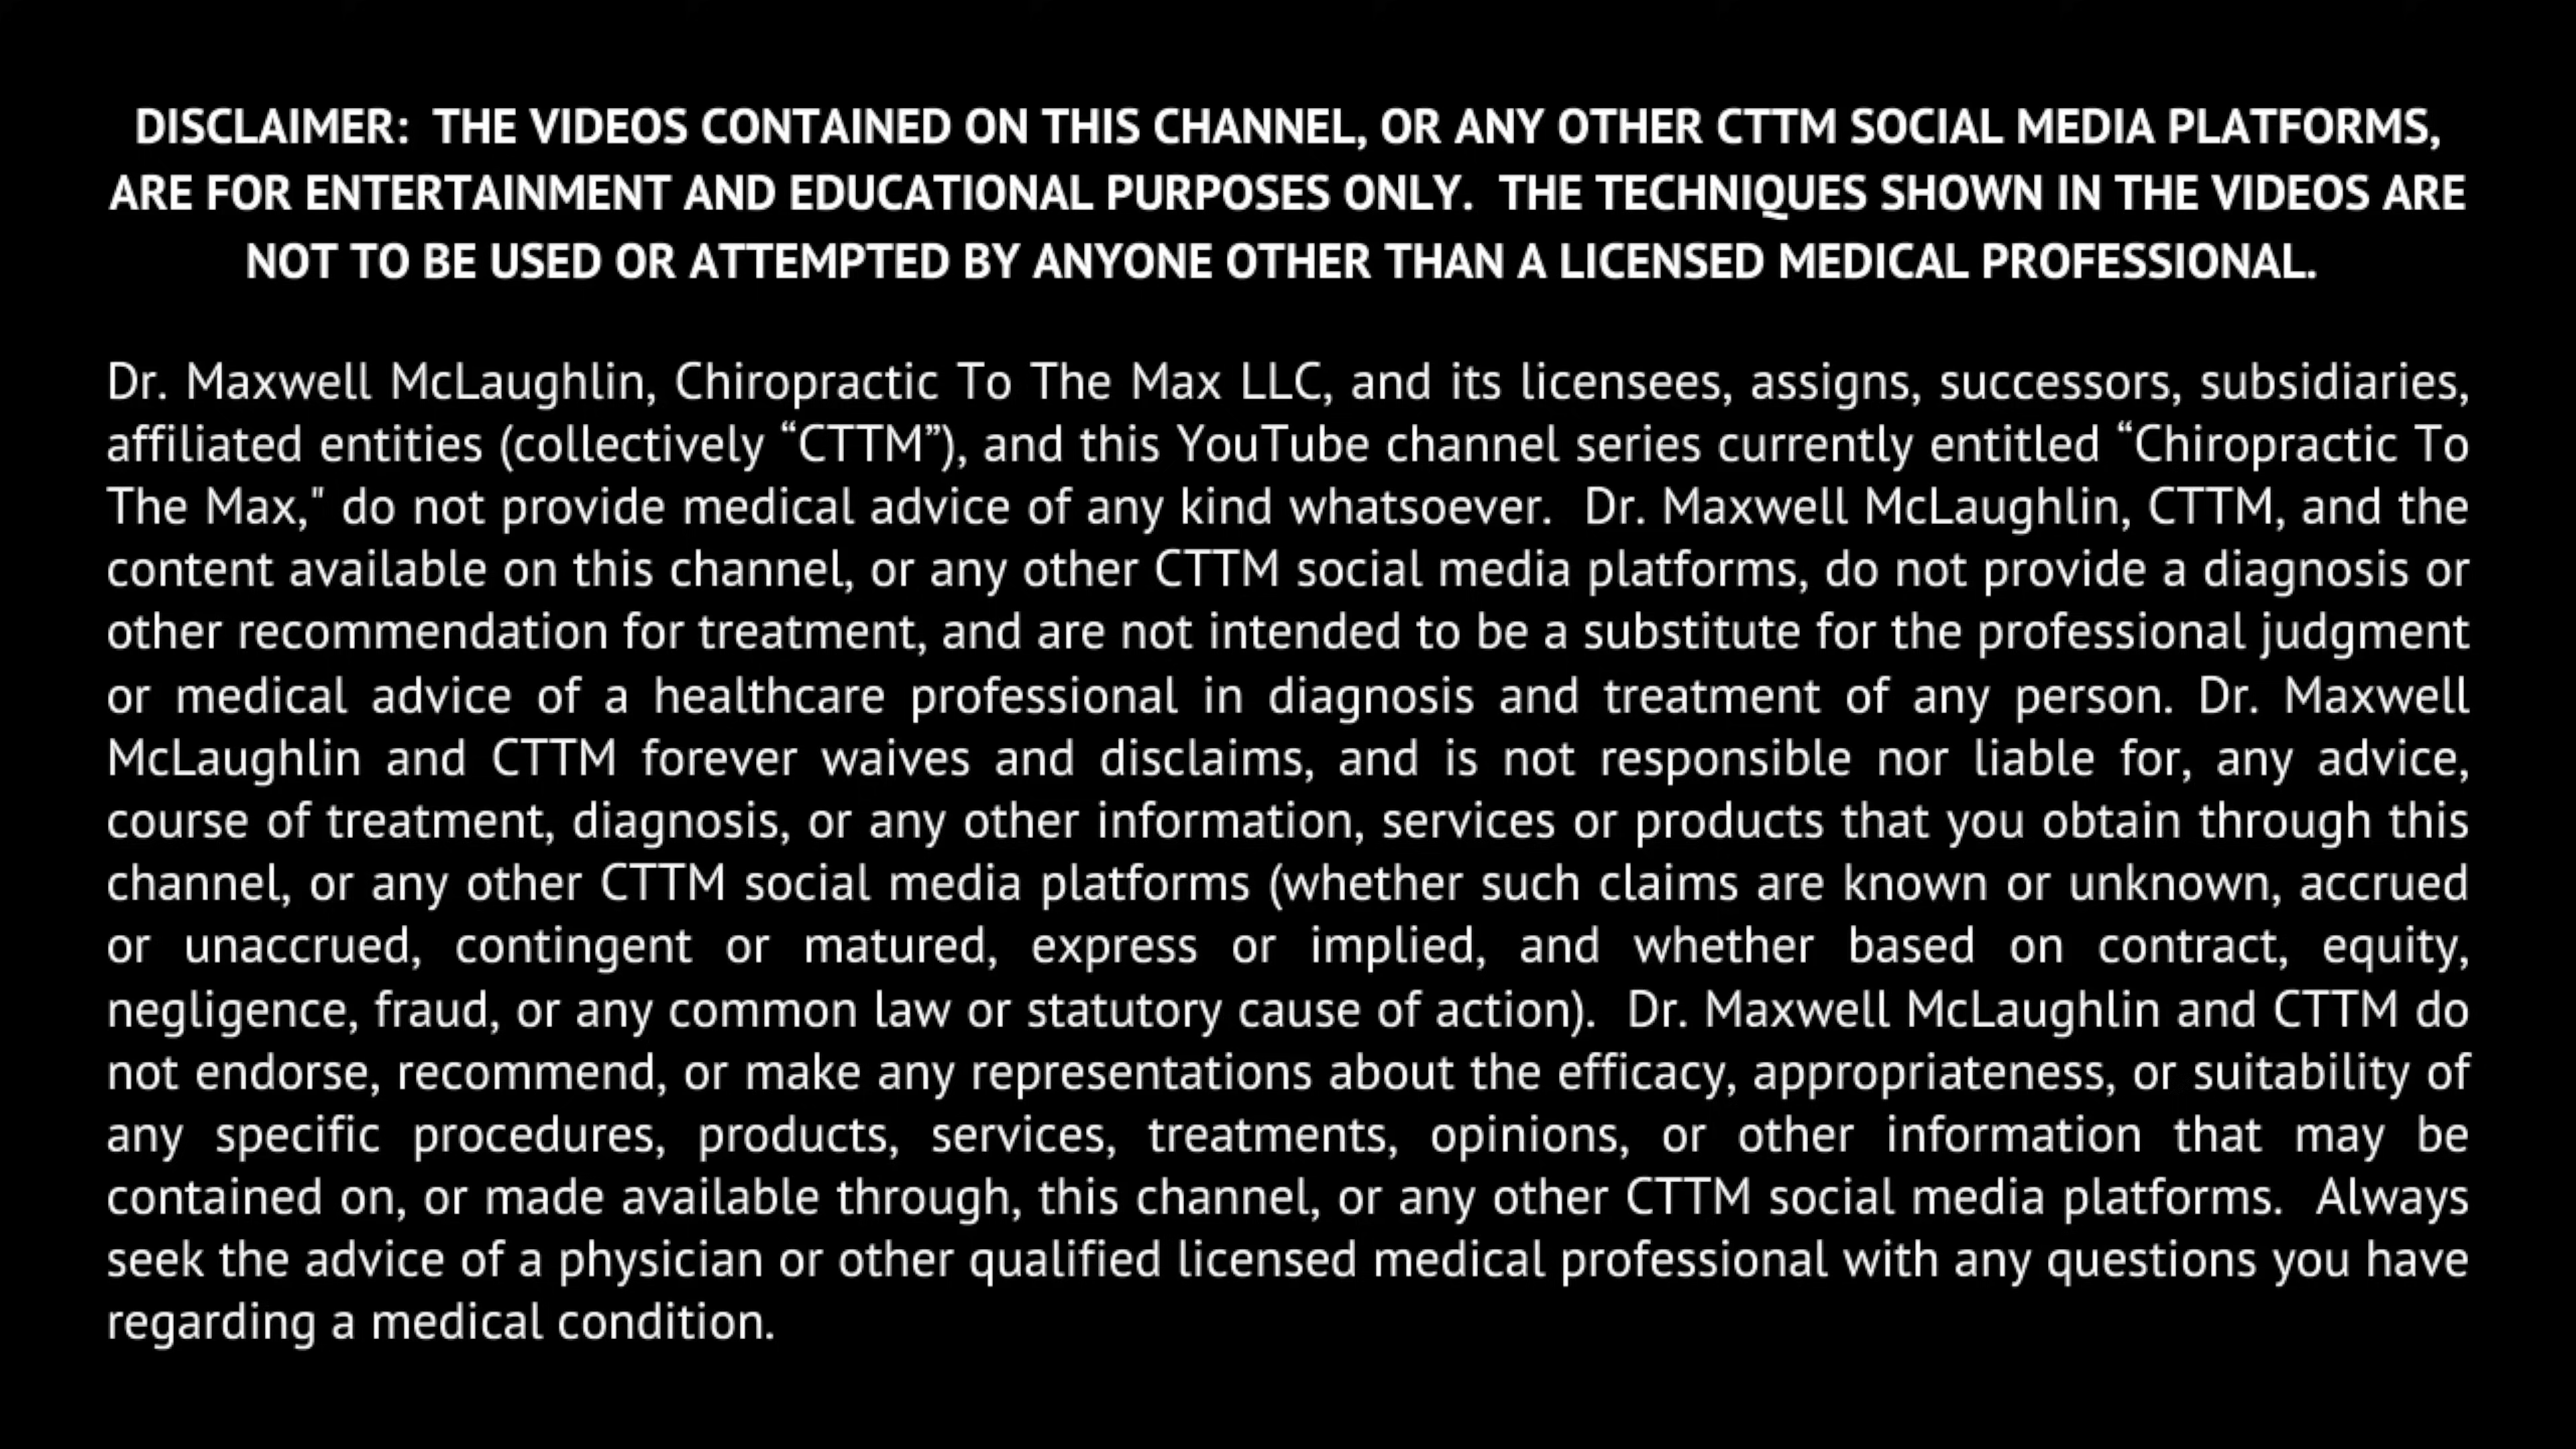 DISCLAIMER: THE VIDEOS CONTAINED ON THIS CHANNEL, OR ANY OTHER CTTM SOCIAL MEDIA PLATFORMS,
ARE FOR ENTERTAINMENT AND EDUCATIONAL PURPOSES ONLY. THE TECHNIQUES SHOWN IN THE VIDEOS ARE
NOT TO BE USED OR ATTEMPTED BY ANYONE OTHER THAN A LICENSED MEDICAL PROFESSIONAL.
Dr. Maxwell McLaughlin, Chiropractic To The Max LLC, and its licensees, assigns, successors, subsidiaries,
affiliated entities (collectively “CTTM”), and this YouTube channel series currently entitled “Chiropractic To
The Max," do not provide medical advice of any kind whatsoever. Dr. Maxwell McLaughlin, CTTM, and the
content available on this channel, or any other CTTM social media platforms, do not provide a diagnosis or
other recommendation for treatment, and are not intended to be a substitute for the professional judgment
or medical advice of a healthcare professional in diagnosis and treatment of any person. Dr. Maxwell
McLaughlin and CTTM forever waives and disclaims, and is not responsible nor liable for, any advice,
course of treatment, diagnosis, or any other information, services or products that you obtain through this
channel, or any other CTTM social media platforms (whether such claims are known or unknown, accrued
or unaccrued, contingent or matured, express or implied, and whether based on contract, equity,
negligence, fraud, or any common law or statutory cause of action). Dr. Maxwell McLaughlin and CTTM do
not endorse, recommend, or make any representations about the efficacy, appropriateness, or suitability of
any specific procedures, products, services, treatments, opinions, or other information that may be
contained on, or made available through, this channel, or any other CTTM social media platforms. Always
seek the advice of a physician or other qualified licensed medical professional with any questions you have
regarding a medical condition.